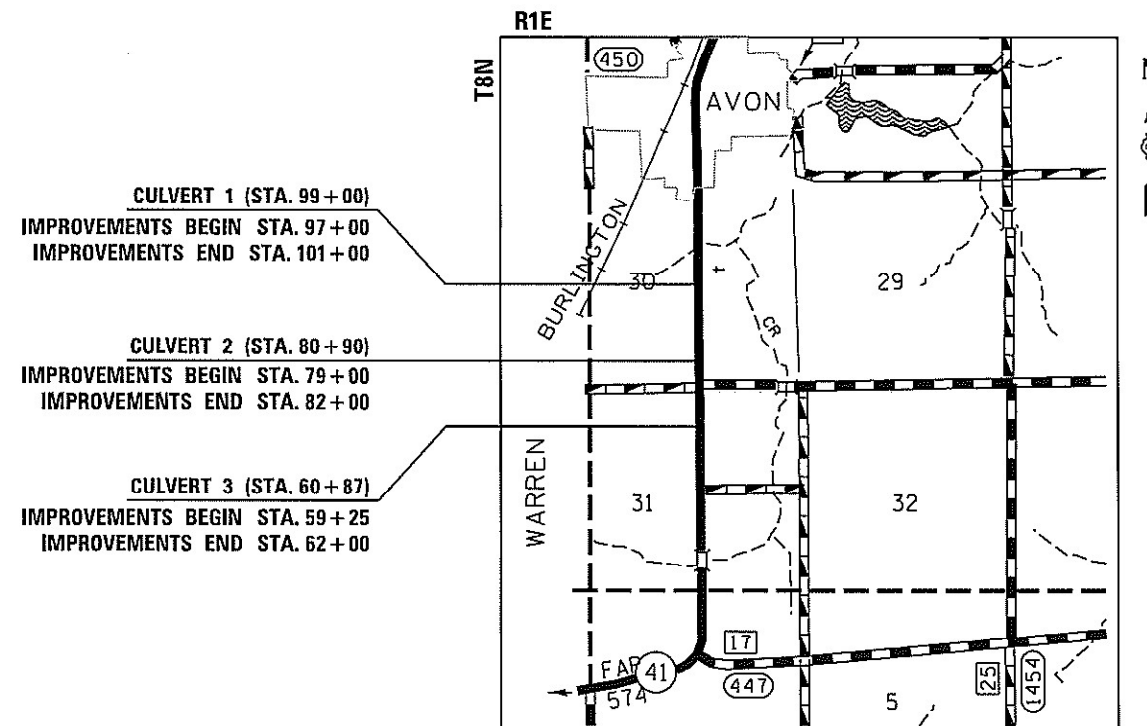 R1E
T8N
450
AVON
CULVERT 1 (STA. 99+00)
IMPROVEMENTS BEGIN STA. 97+00
IMPROVEMENTS END STA. 101+00
BURLINGTON
30
29
CR
CULVERT 2 (STA. 80+90)
IMPROVEMENTS BEGIN STA. 79+00
IMPROVEMENTS END STA. 82+00
WARREN
CULVERT 3 (STA. 60+87)
IMPROVEMENTS BEGIN STA. 59+25
IMPROVEMENTS END STA. 62+00
31
32
17
FAP
41
574
447
25
1454
5